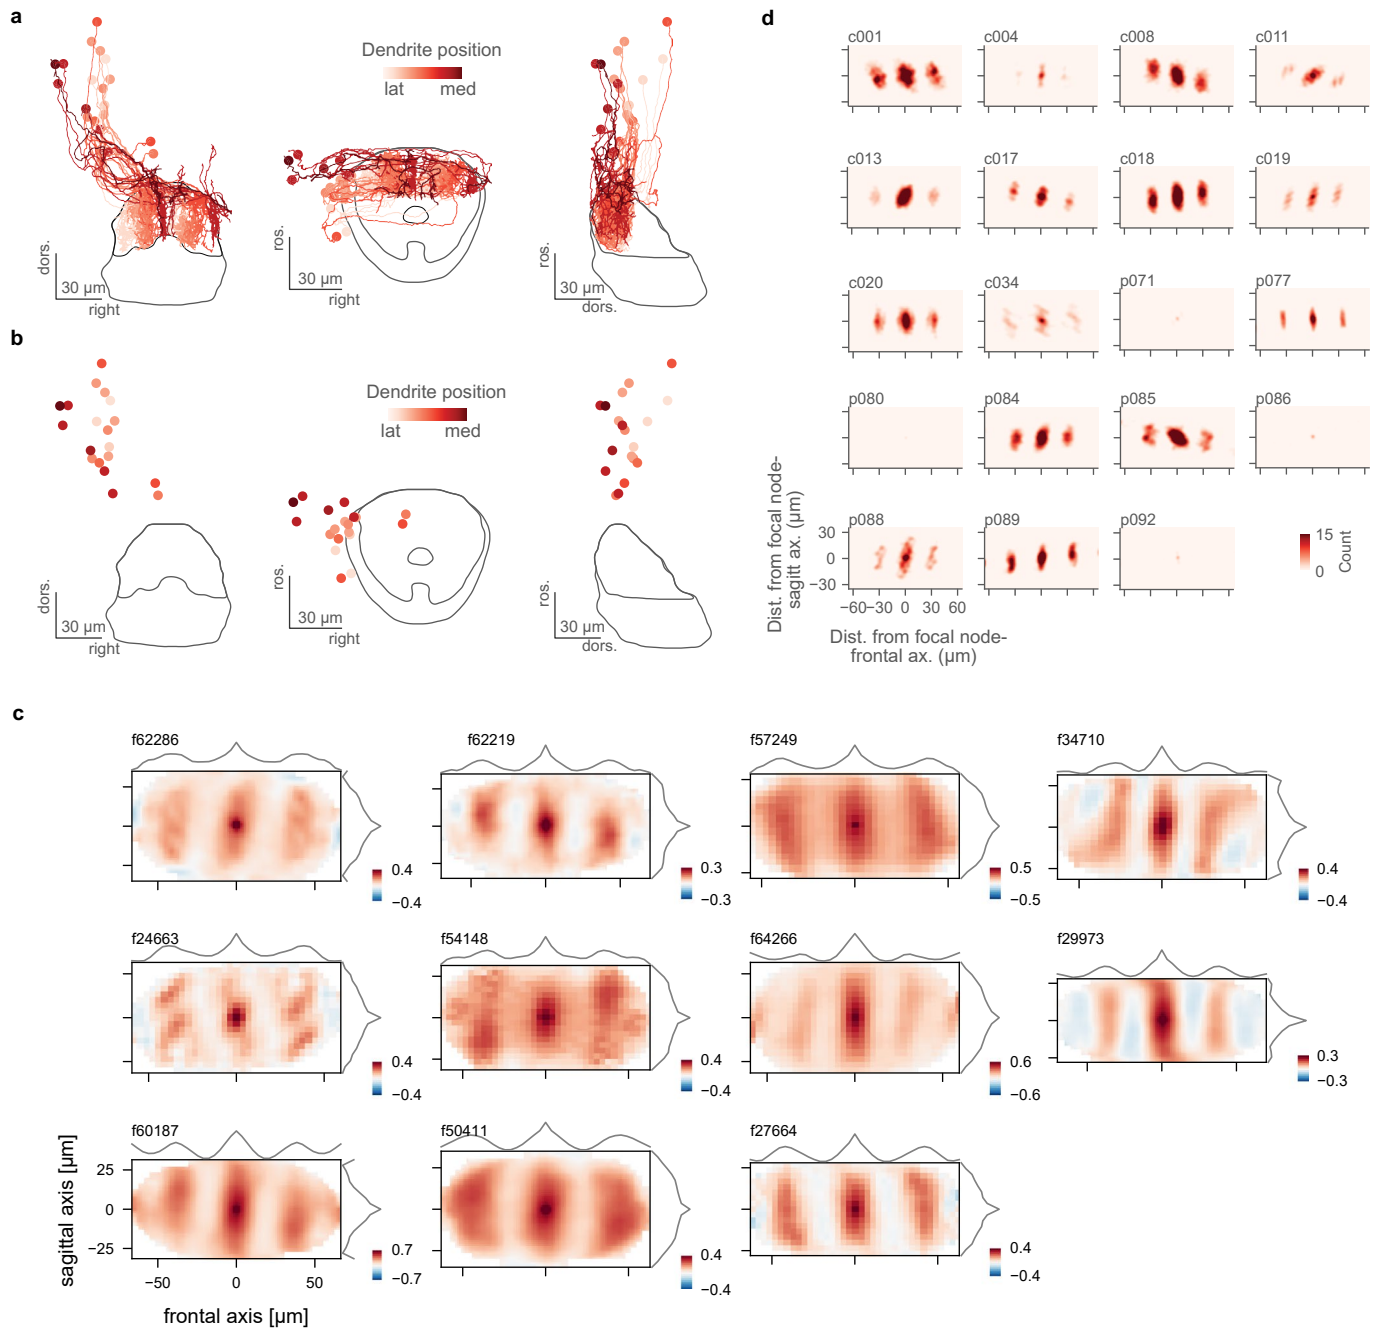 a
Dendrite position
lat med
dors.
30 µm
right
ros.
30 µm
right
ros.
30 µm
dors.
b
Dendrite position
lat med
dors.
30 µm
right
ros.
30 µm
right
ros.
30 µm
dors.
d
c001 c004 c008 c011
c013 c017 c018 c019
c020 c034 p071 p077
p080 p084 p085 p086
p088 p089 p092
Dist. from focal node-
sagitt ax. (µm)
30
0
−30
−60 −30 0 30 60
Dist. from focal node-
frontal ax. (µm)
15
0
Count
c
f62286 f62219 f57249 f34710
0.4 0.3 0.5 0.4
−0.4 −0.3 −0.5 −0.4
f24663 f54148 f64266 f29973
0.4 0.4 0.6 0.3
−0.4 −0.4 −0.6 −0.3
f60187 f50411 f27664
sagittal axis [µm]
25
0
−25
0.7 0.4 0.4
−0.7 −0.4 −0.4
−50 0 50
frontal axis [µm]